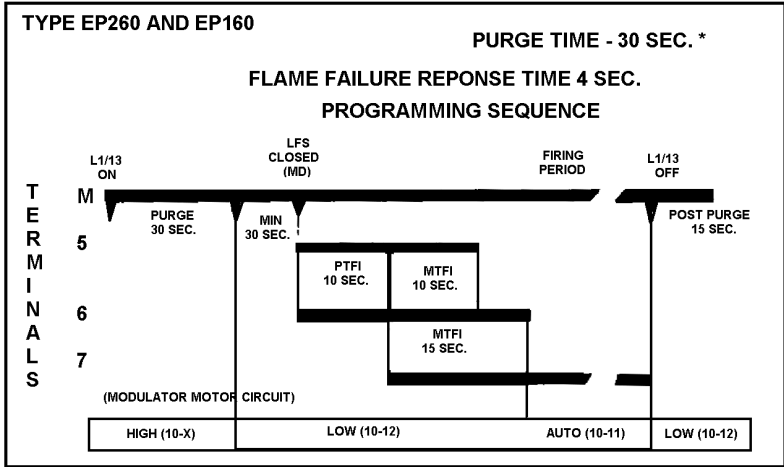 TYPE EP260 AND EP160
PURGE TIME - 30 SEC. *
FLAME FAILURE REPONSE TIME 4 SEC.
PROGRAMMING SEQUENCE
L1/13
ON
LFS
CLOSED
(MD)
FIRING
PERIOD
L1/13
OFF
TERMINALS
M
PURGE
30 SEC.
MIN
30 SEC.
POST PURGE
15 SEC.
5
PTFI
10 SEC.
MTFI
10 SEC.
6
MTFI
15 SEC.
7
(MODULATOR MOTOR CIRCUIT)
HIGH (10-X)
LOW (10-12)
AUTO (10-11)
LOW (10-12)